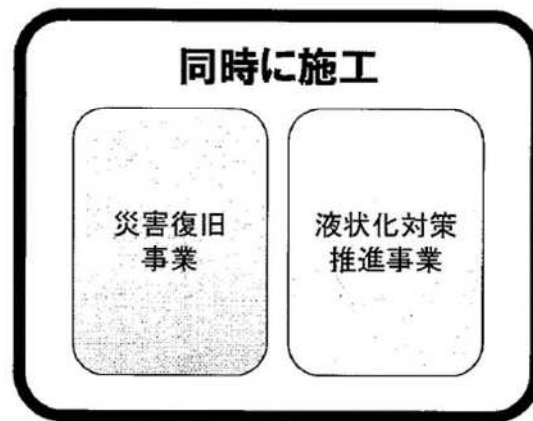 同時に施工
災害復旧
事業
液状化対策
推進事業